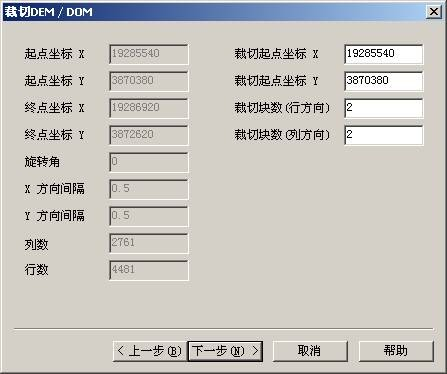 裁切DEM / DOM
起点坐标 X 19285540 裁切起点坐标 X 19285540
起点坐标 Y 3870380 裁切起点坐标 Y 3870380
终点坐标 X 19286920 裁切块数(行方向) 2
终点坐标 Y 3872620 裁切块数(列方向) 2
旋转角 0
X 方向间隔 0.5
Y 方向间隔 0.5
列数 2761
行数 4481
< 上一步(B) 下一步(N) > 取消 帮助